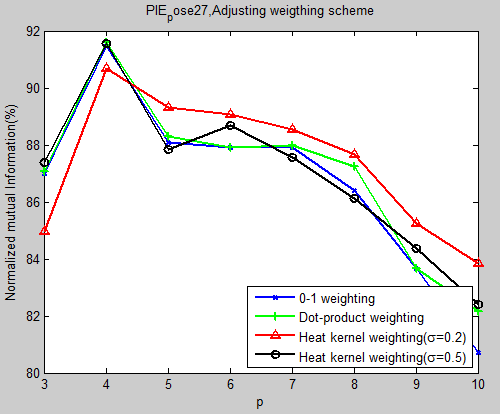 PIE_pose27,Adjusting weigthing scheme
Normalized mutual Information(%)
92
90
88
86
84
82
80
3 4 5 6 7 8 9 10
p
0-1 weighting
Dot-product weighting
Heat kernel weighting(σ=0.2)
Heat kernel weighting(σ=0.5)